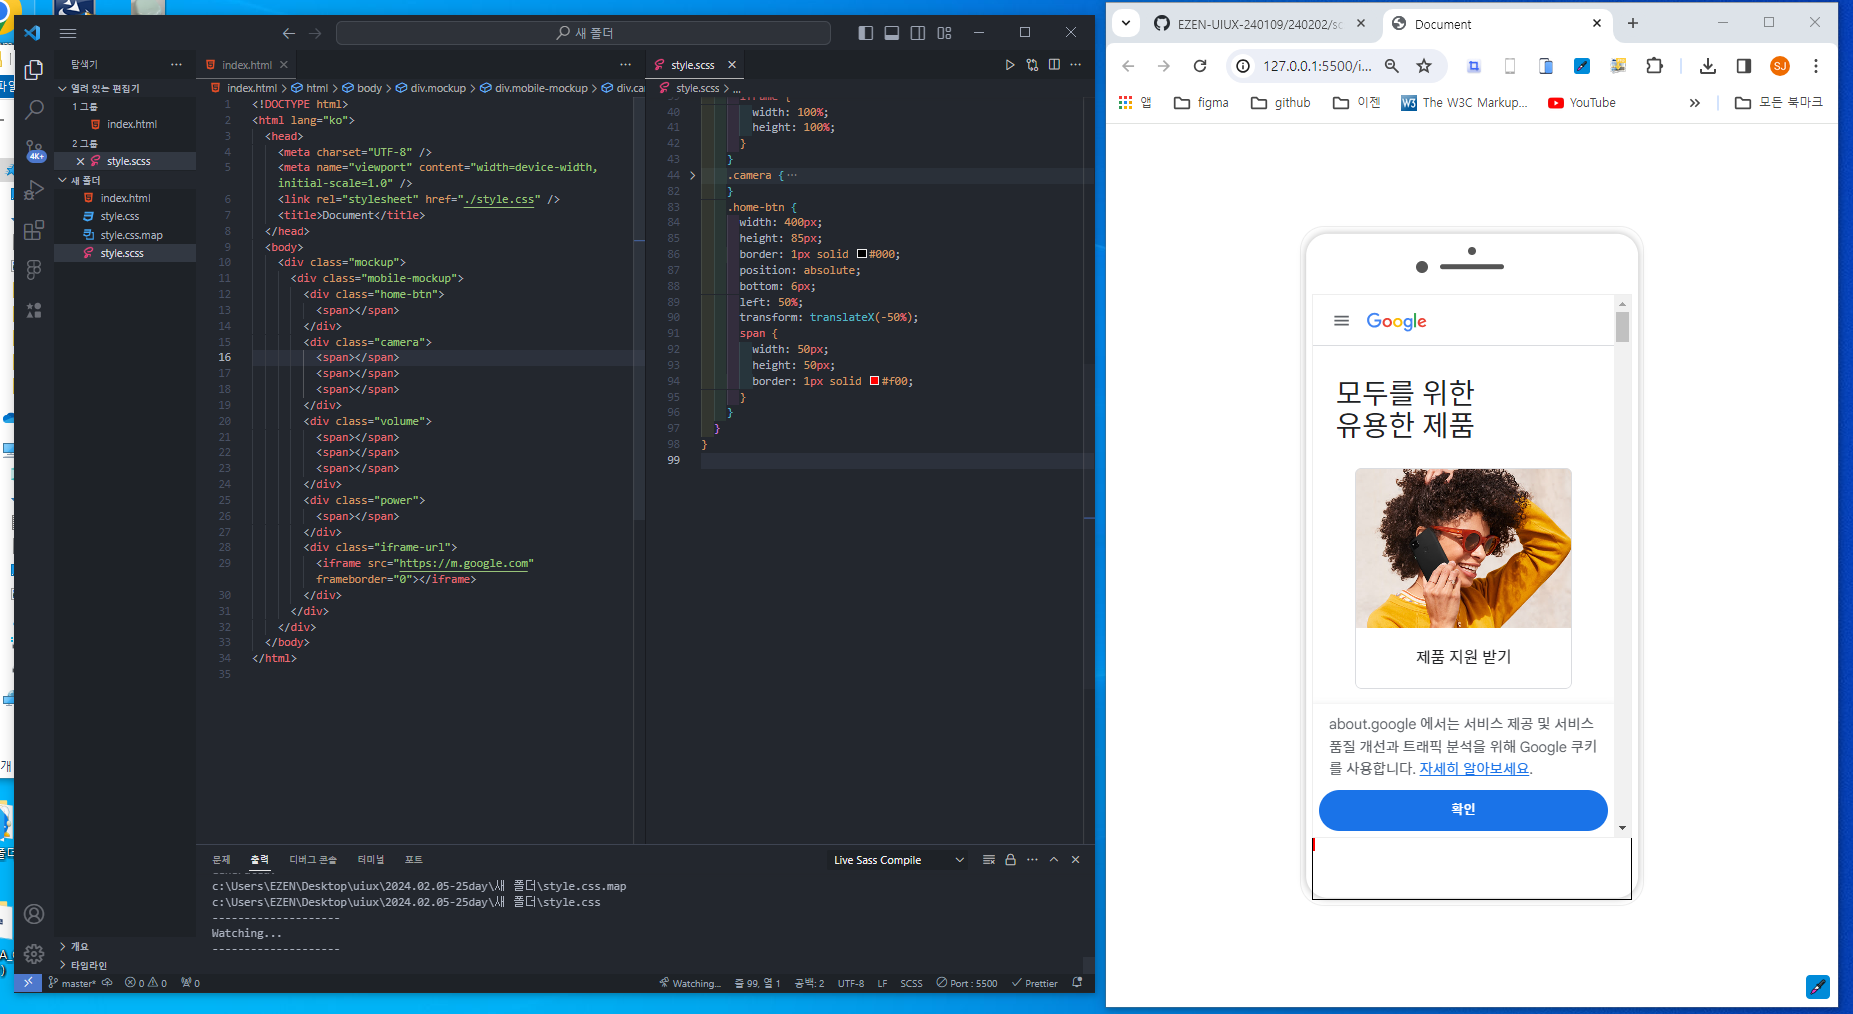 새 폴더
탐색기
열려 있는 편집기
1 그룹
index.html
2 그룹
style.scss
새 폴더
index.html
style.css
style.css.map
style.scss
개요
타임라인
4K+
index.html
index.html > html > body > div.mockup > div.mobile-mockup > div.ca
1 <!DOCTYPE html>
2 <html lang="ko">
3 <head>
4 <meta charset="UTF-8" />
5 <meta name="viewport" content="width=device-width,
initial-scale=1.0" />
6 <link rel="stylesheet" href="./style.css" />
7 <title>Document</title>
8 </head>
9 <body>
10 <div class="mockup">
11 <div class="mobile-mockup">
12 <div class="home-btn">
13 <span></span>
14 </div>
15 <div class="camera">
16 <span></span>
17 <span></span>
18 <span></span>
19 </div>
20 <div class="volume">
21 <span></span>
22 <span></span>
23 <span></span>
24 </div>
25 <div class="power">
26 <span></span>
27 </div>
28 <div class="iframe-url">
29 <iframe src="https://m.google.com"
frameborder="0"></iframe>
30 </div>
31 </div>
32 </div>
33 </body>
34 </html>
35
style.scss
style.scss > ...
40 width: 100%;
41 height: 100%;
42 }
43 }
44 .camera {…
82 }
83 .home-btn {
84 width: 400px;
85 height: 85px;
86 border: 1px solid #000;
87 position: absolute;
88 bottom: 6px;
89 left: 50%;
90 transform: translateX(-50%);
91 span {
92 width: 50px;
93 height: 50px;
94 border: 1px solid #f00;
95 }
96 }
97 }
98 }
99
문제 출력 디버그 콘솔 터미널 포트
Live Sass Compile
c:\Users\EZEN\Desktop\uiux\2024.02.05-25day\새 폴더\style.css.map
c:\Users\EZEN\Desktop\uiux\2024.02.05-25day\새 폴더\style.css
--------------------
Watching...
--------------------
master* 0 0 0
Watching... 줄 99, 열 1 공백: 2 UTF-8 LF SCSS Port : 5500 Prettier
EZEN-UIUX-240109/240202/sc
Document
127.0.0.1:5500/i...
SJ
앱 figma github 이젠 The W3C Markup... YouTube » 모든 북마크
Google
모두를 위한
유용한 제품
제품 지원 받기
about.google 에서는 서비스 제공 및 서비스
품질 개선과 트래픽 분석을 위해 Google 쿠키
를 사용합니다. 자세히 알아보세요.
확인